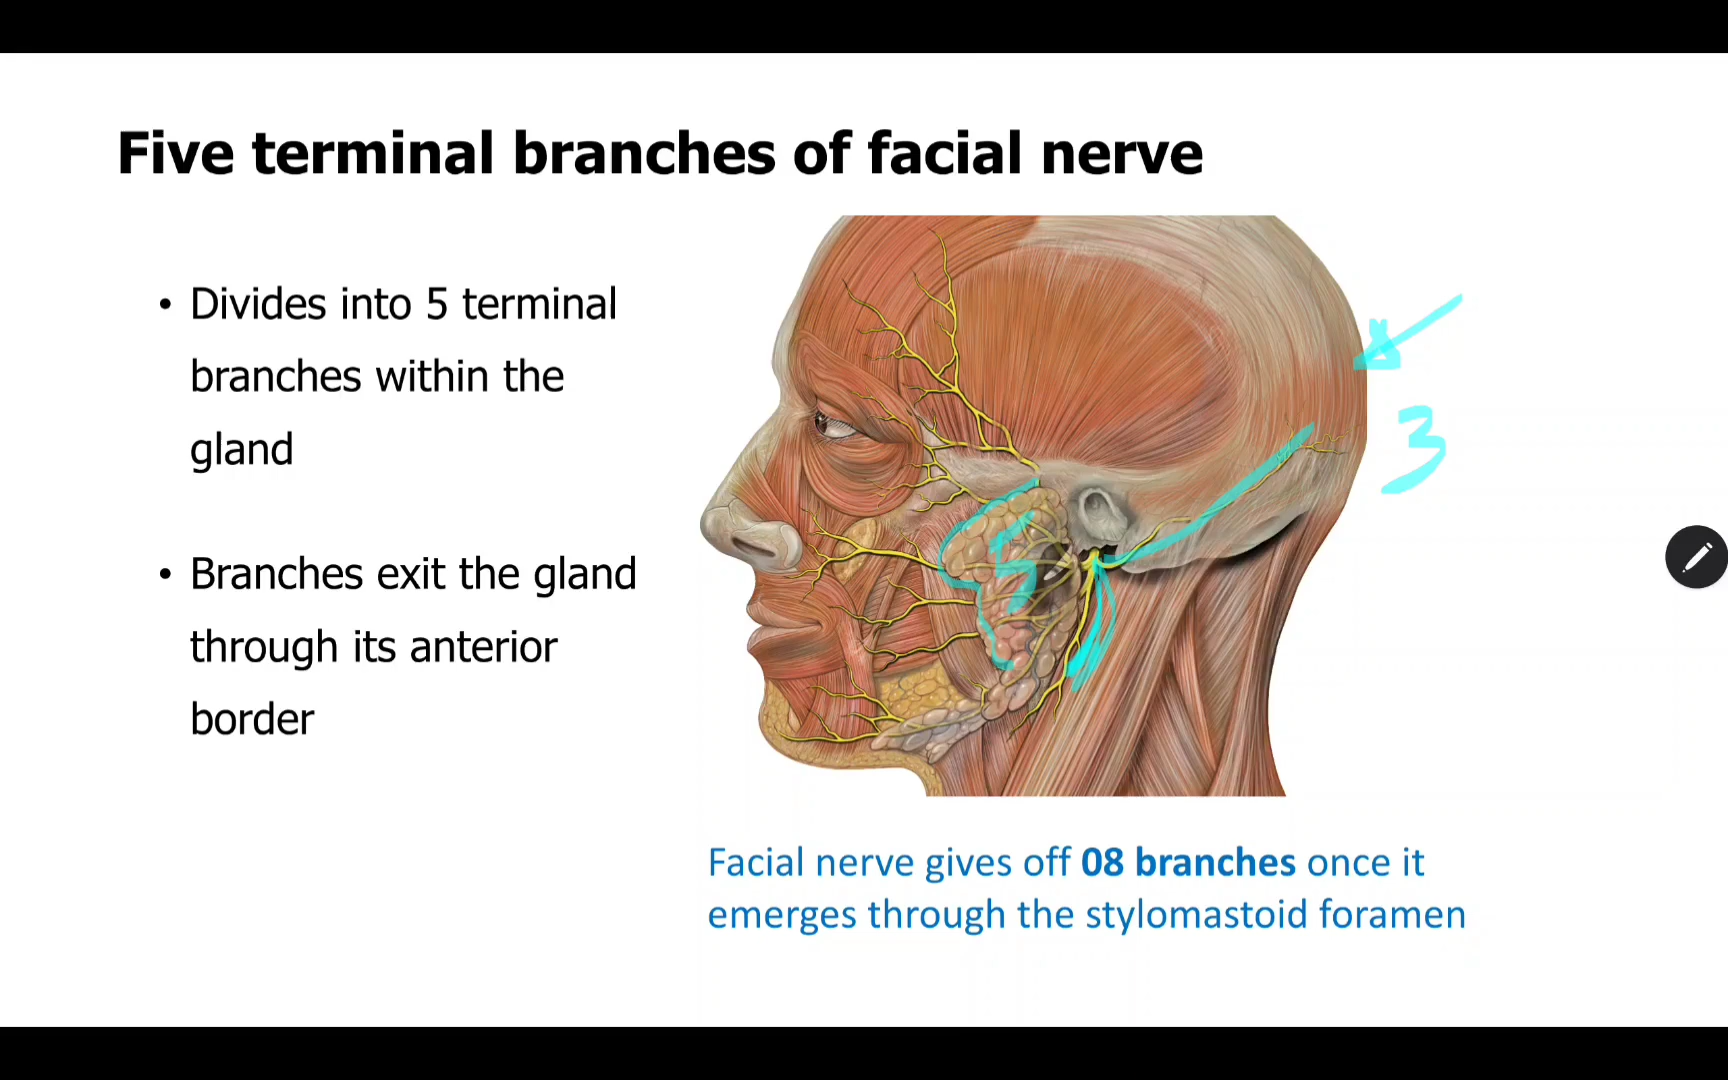 Five terminal branches of facial nerve
• Divides into 5 terminal
branches within the
gland
• Branches exit the gland
through its anterior
border
5
3
Facial nerve gives off 08 branches once it
emerges through the stylomastoid foramen